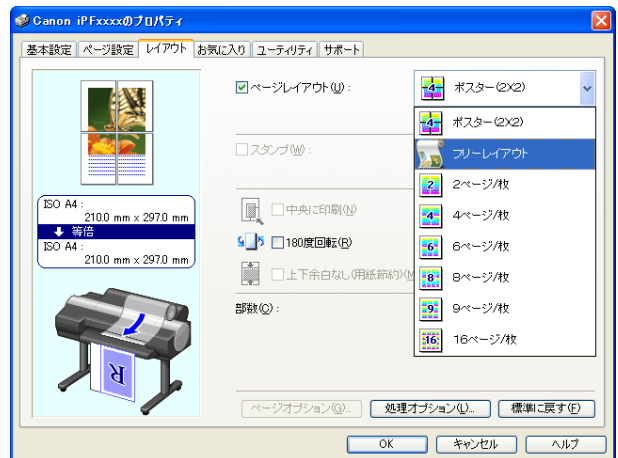 Canon iPFxxxxのプロパティ
基本設定 ページ設定 レイアウト お気に入り ユーティリティ サポート
ページレイアウト(U) :
ポスター(2X2)
ポスター(2X2)
スタンプ(W) :
フリーレイアウト
2 2ページ/枚
ISO A4 :
210.0 mm x 297.0 mm
等倍
ISO A4 :
210.0 mm x 297.0 mm
中央に印刷(N)
4 4ページ/枚
180度回転(R)
6 6ページ/枚
上下余白なし(用紙節約)(M
8 8ページ/枚
部数(C) :
9 9ページ/枚
16 16ページ/枚
R
ページオプション(G)... 処理オプション(L)... 標準に戻す(F)
OK キャンセル ヘルプ